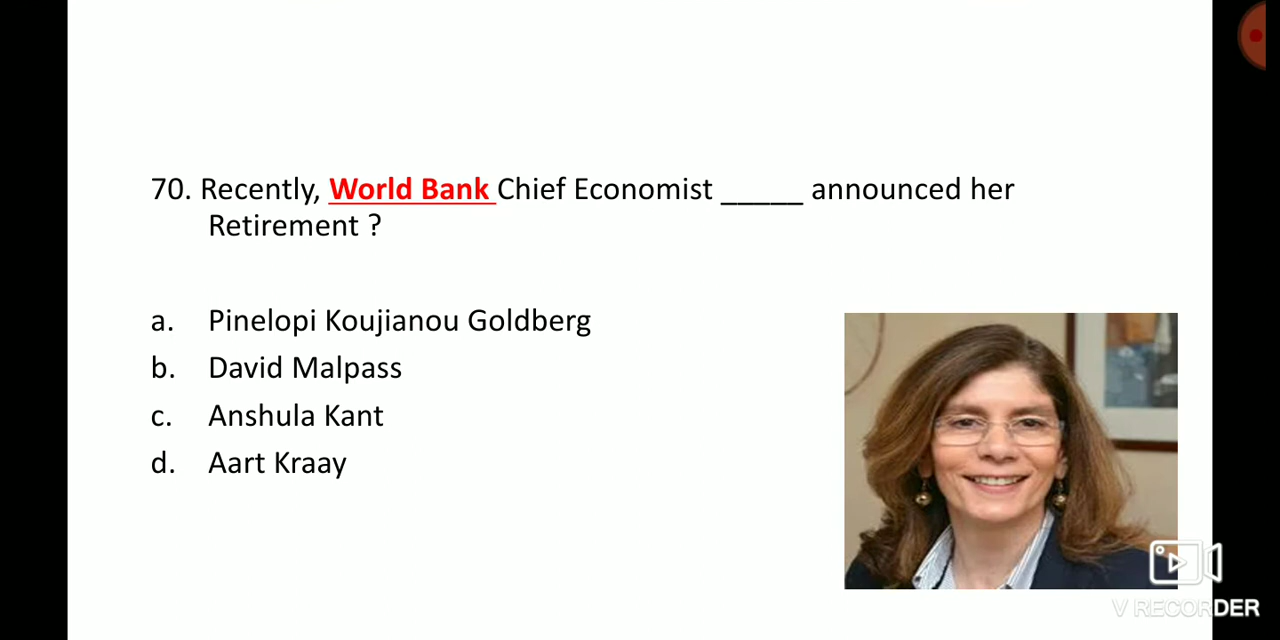 70. Recently, World Bank Chief Economist _____ announced her
Retirement ?
a. Pinelopi Koujianou Goldberg
b. David Malpass
c. Anshula Kant
d. Aart Kraay
V RECORDER